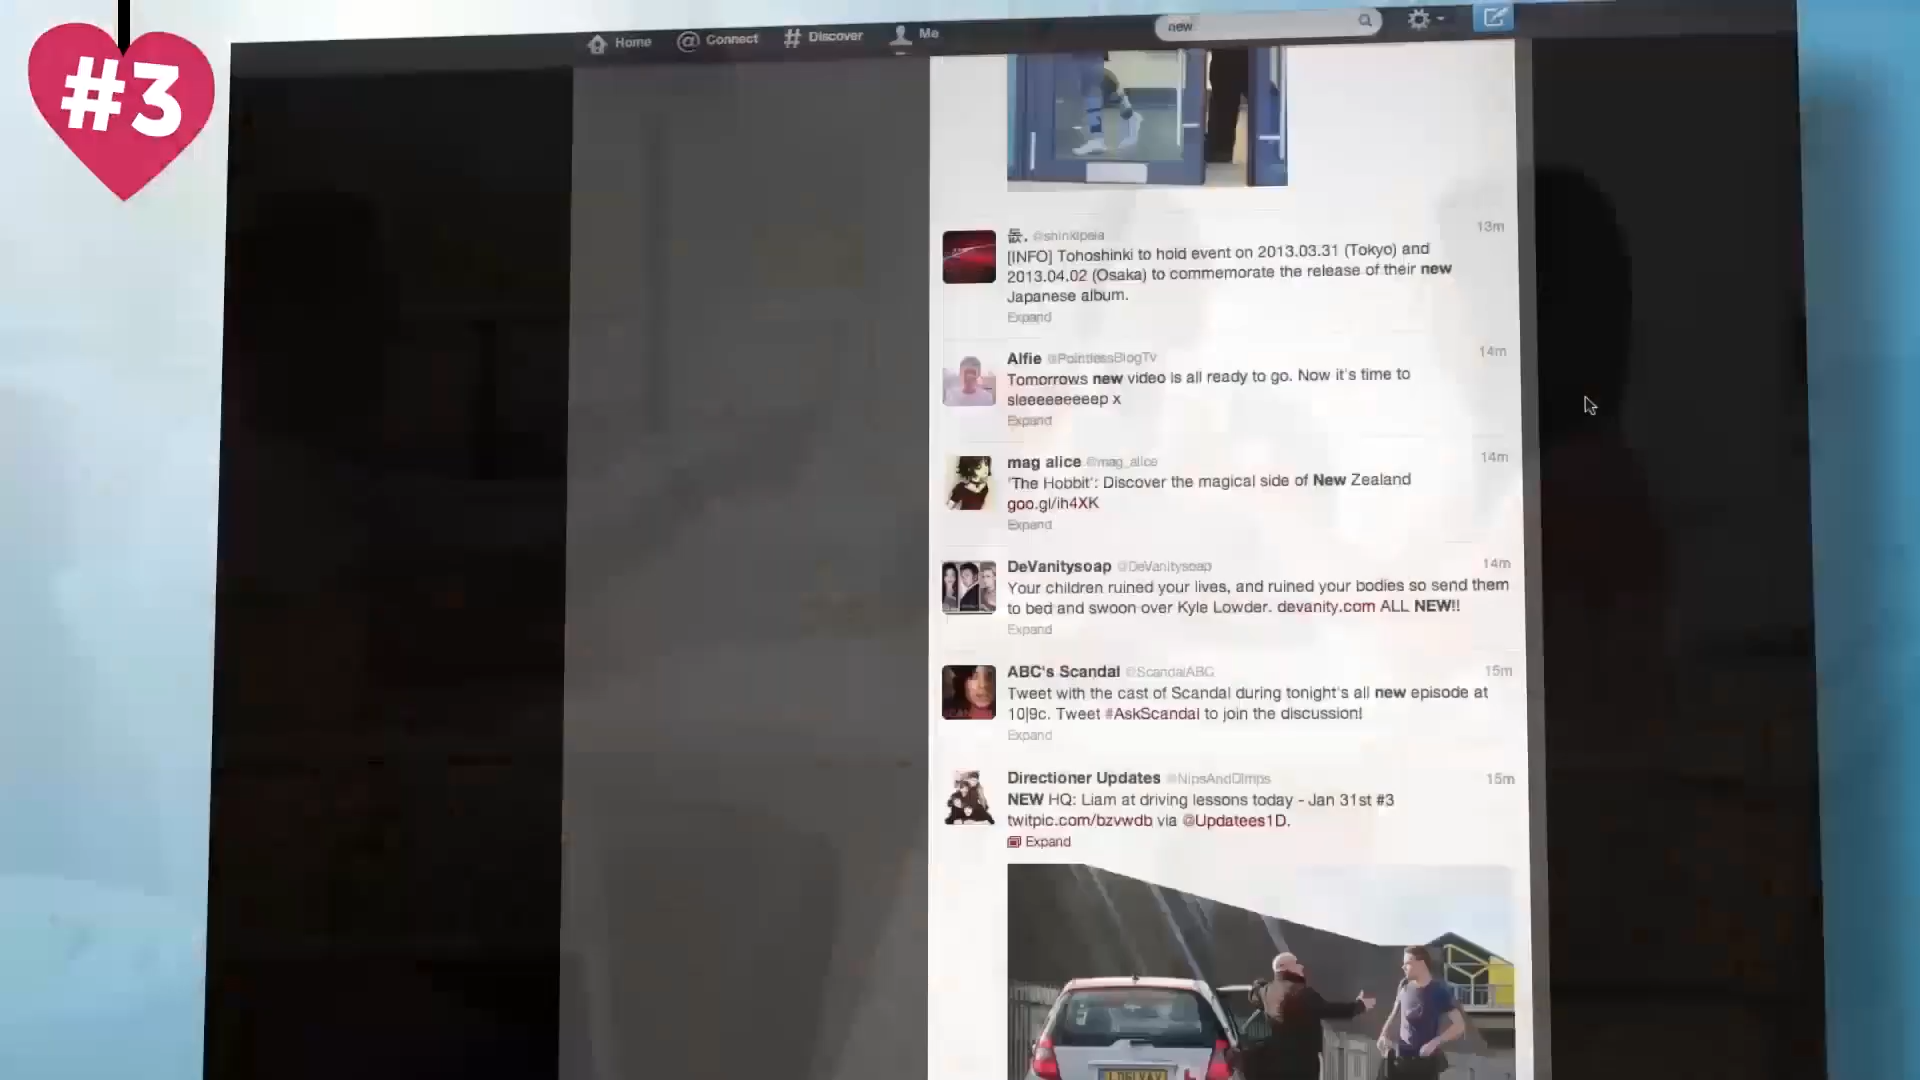 #3
Home
Connect
Discover
Me
new
@shinkipeia
13m
[INFO] Tohoshinki to hold event on 2013.03.31 (Tokyo) and
2013.04.02 (Osaka) to commemorate the release of their new
Japanese album.
Expand
Alfie @PointlessBlogTv
14m
Tomorrows new video is all ready to go. Now it's time to
sleeeeeeeeep x
Expand
mag alice @mag_alice
14m
'The Hobbit': Discover the magical side of New Zealand
goo.gl/ih4XK
Expand
DeVanitysoap @DeVanitysoap
14m
Your children ruined your lives, and ruined your bodies so send them
to bed and swoon over Kyle Lowder. devanity.com ALL NEW!!
Expand
ABC's Scandal @ScandalABC
15m
Tweet with the cast of Scandal during tonight's all new episode at
10|9c. Tweet #AskScandal to join the discussion!
Expand
Directioner Updates @NipsAndDimps
15m
NEW HQ: Liam at driving lessons today - Jan 31st #3
twitpic.com/bzvwdb via @Updatees1D.
Expand